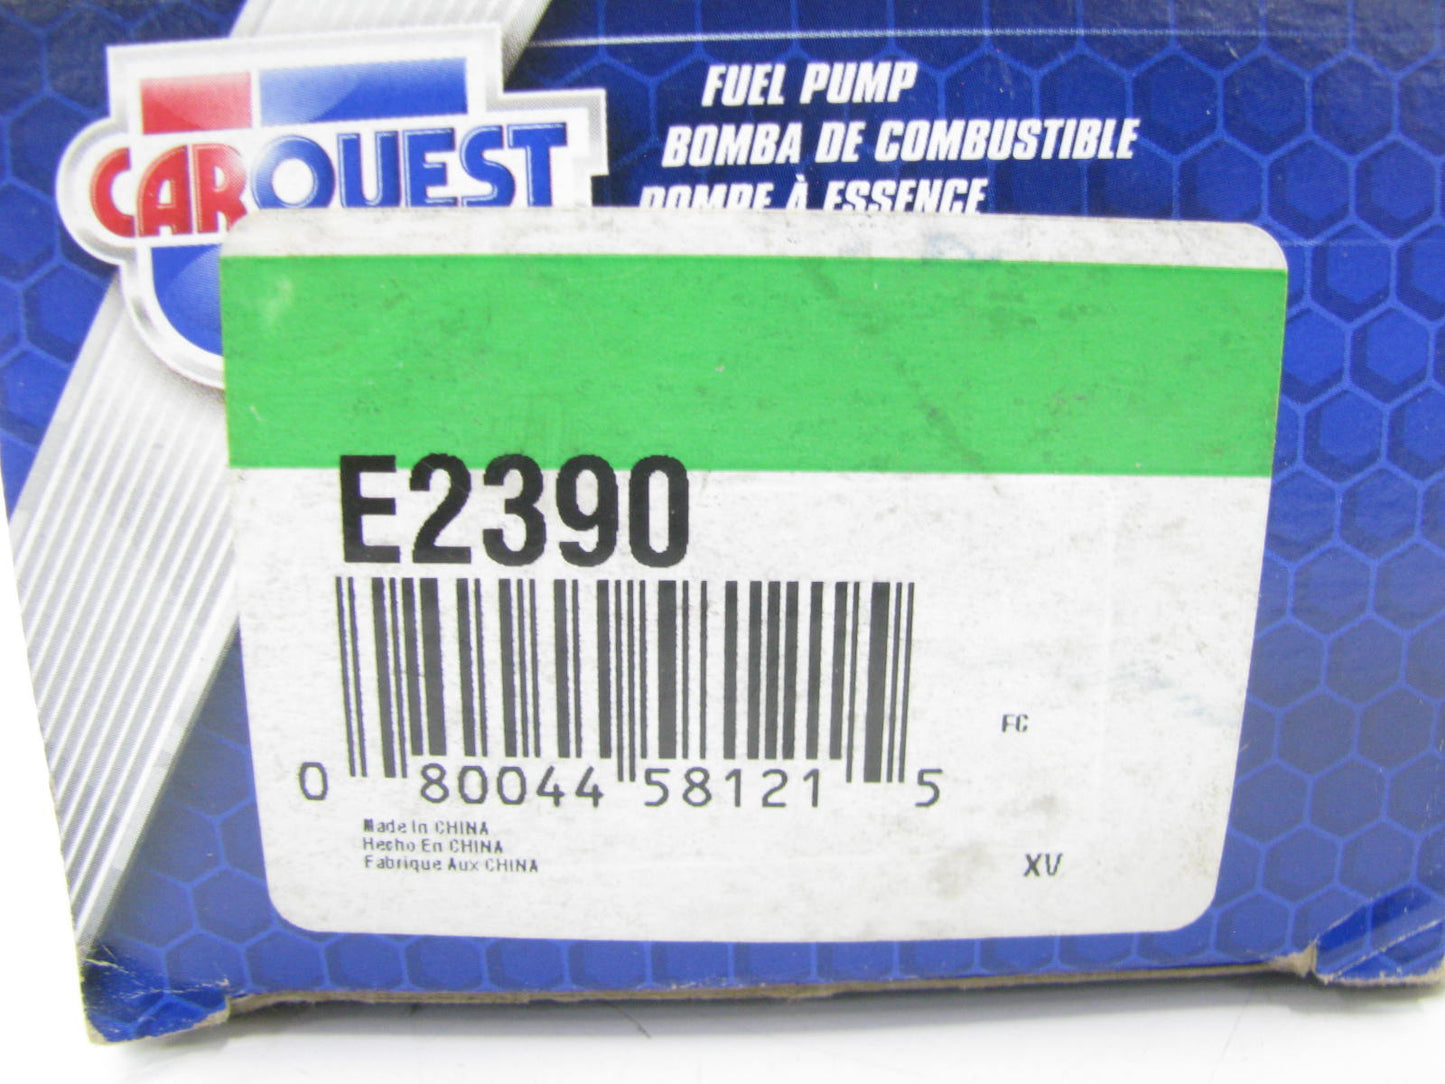 CARQUEST
FUEL PUMP
BOMBA DE COMBUSTIBLE
POMPE À ESSENCE
E2390
0 80044 58121 5
FC
Made In CHINA
Hecho En CHINA
Fabrique Aux CHINA
XV